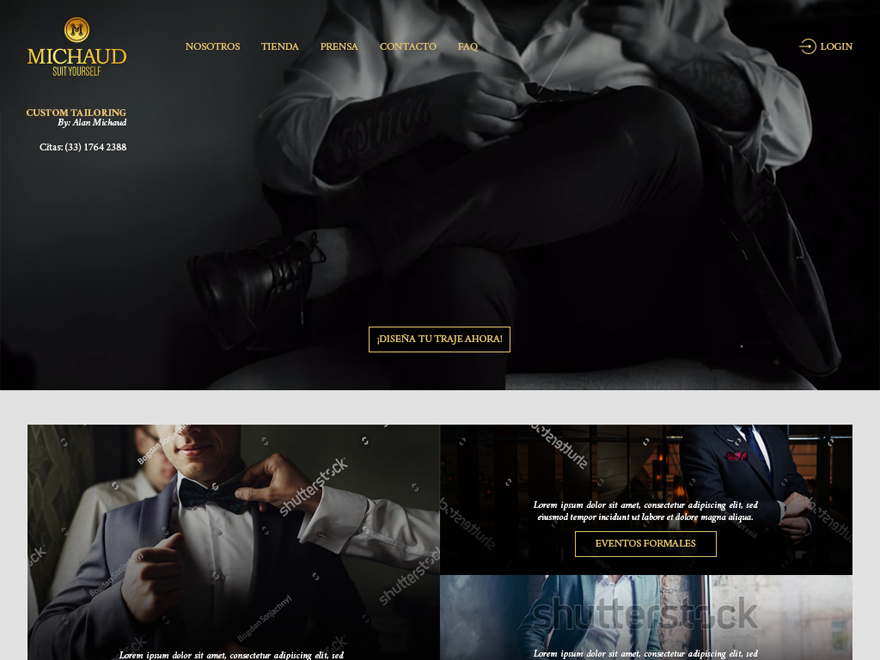 M
MICHAUD
SUIT YOURSELF
NOSOTROS
TIENDA
PRENSA
CONTACTO
FAQ
LOGIN
CUSTOM TAILORING
By: Alan Michaud
Citas: (33) 1764 2388
¡DISEÑA TU TRAJE AHORA!
shutterstock
Lorem ipsum dolor sit amet, consectetur adipiscing elit, sed
eiusmod tempor incidunt ut labore et dolore magna aliqua.
EVENTOS FORMALES
shutterstock
Lorem ipsum dolor sit amet, consectetur adipiscing elit, sed
Lorem ipsum dolor sit amet, consectetur adipiscing elit, sed